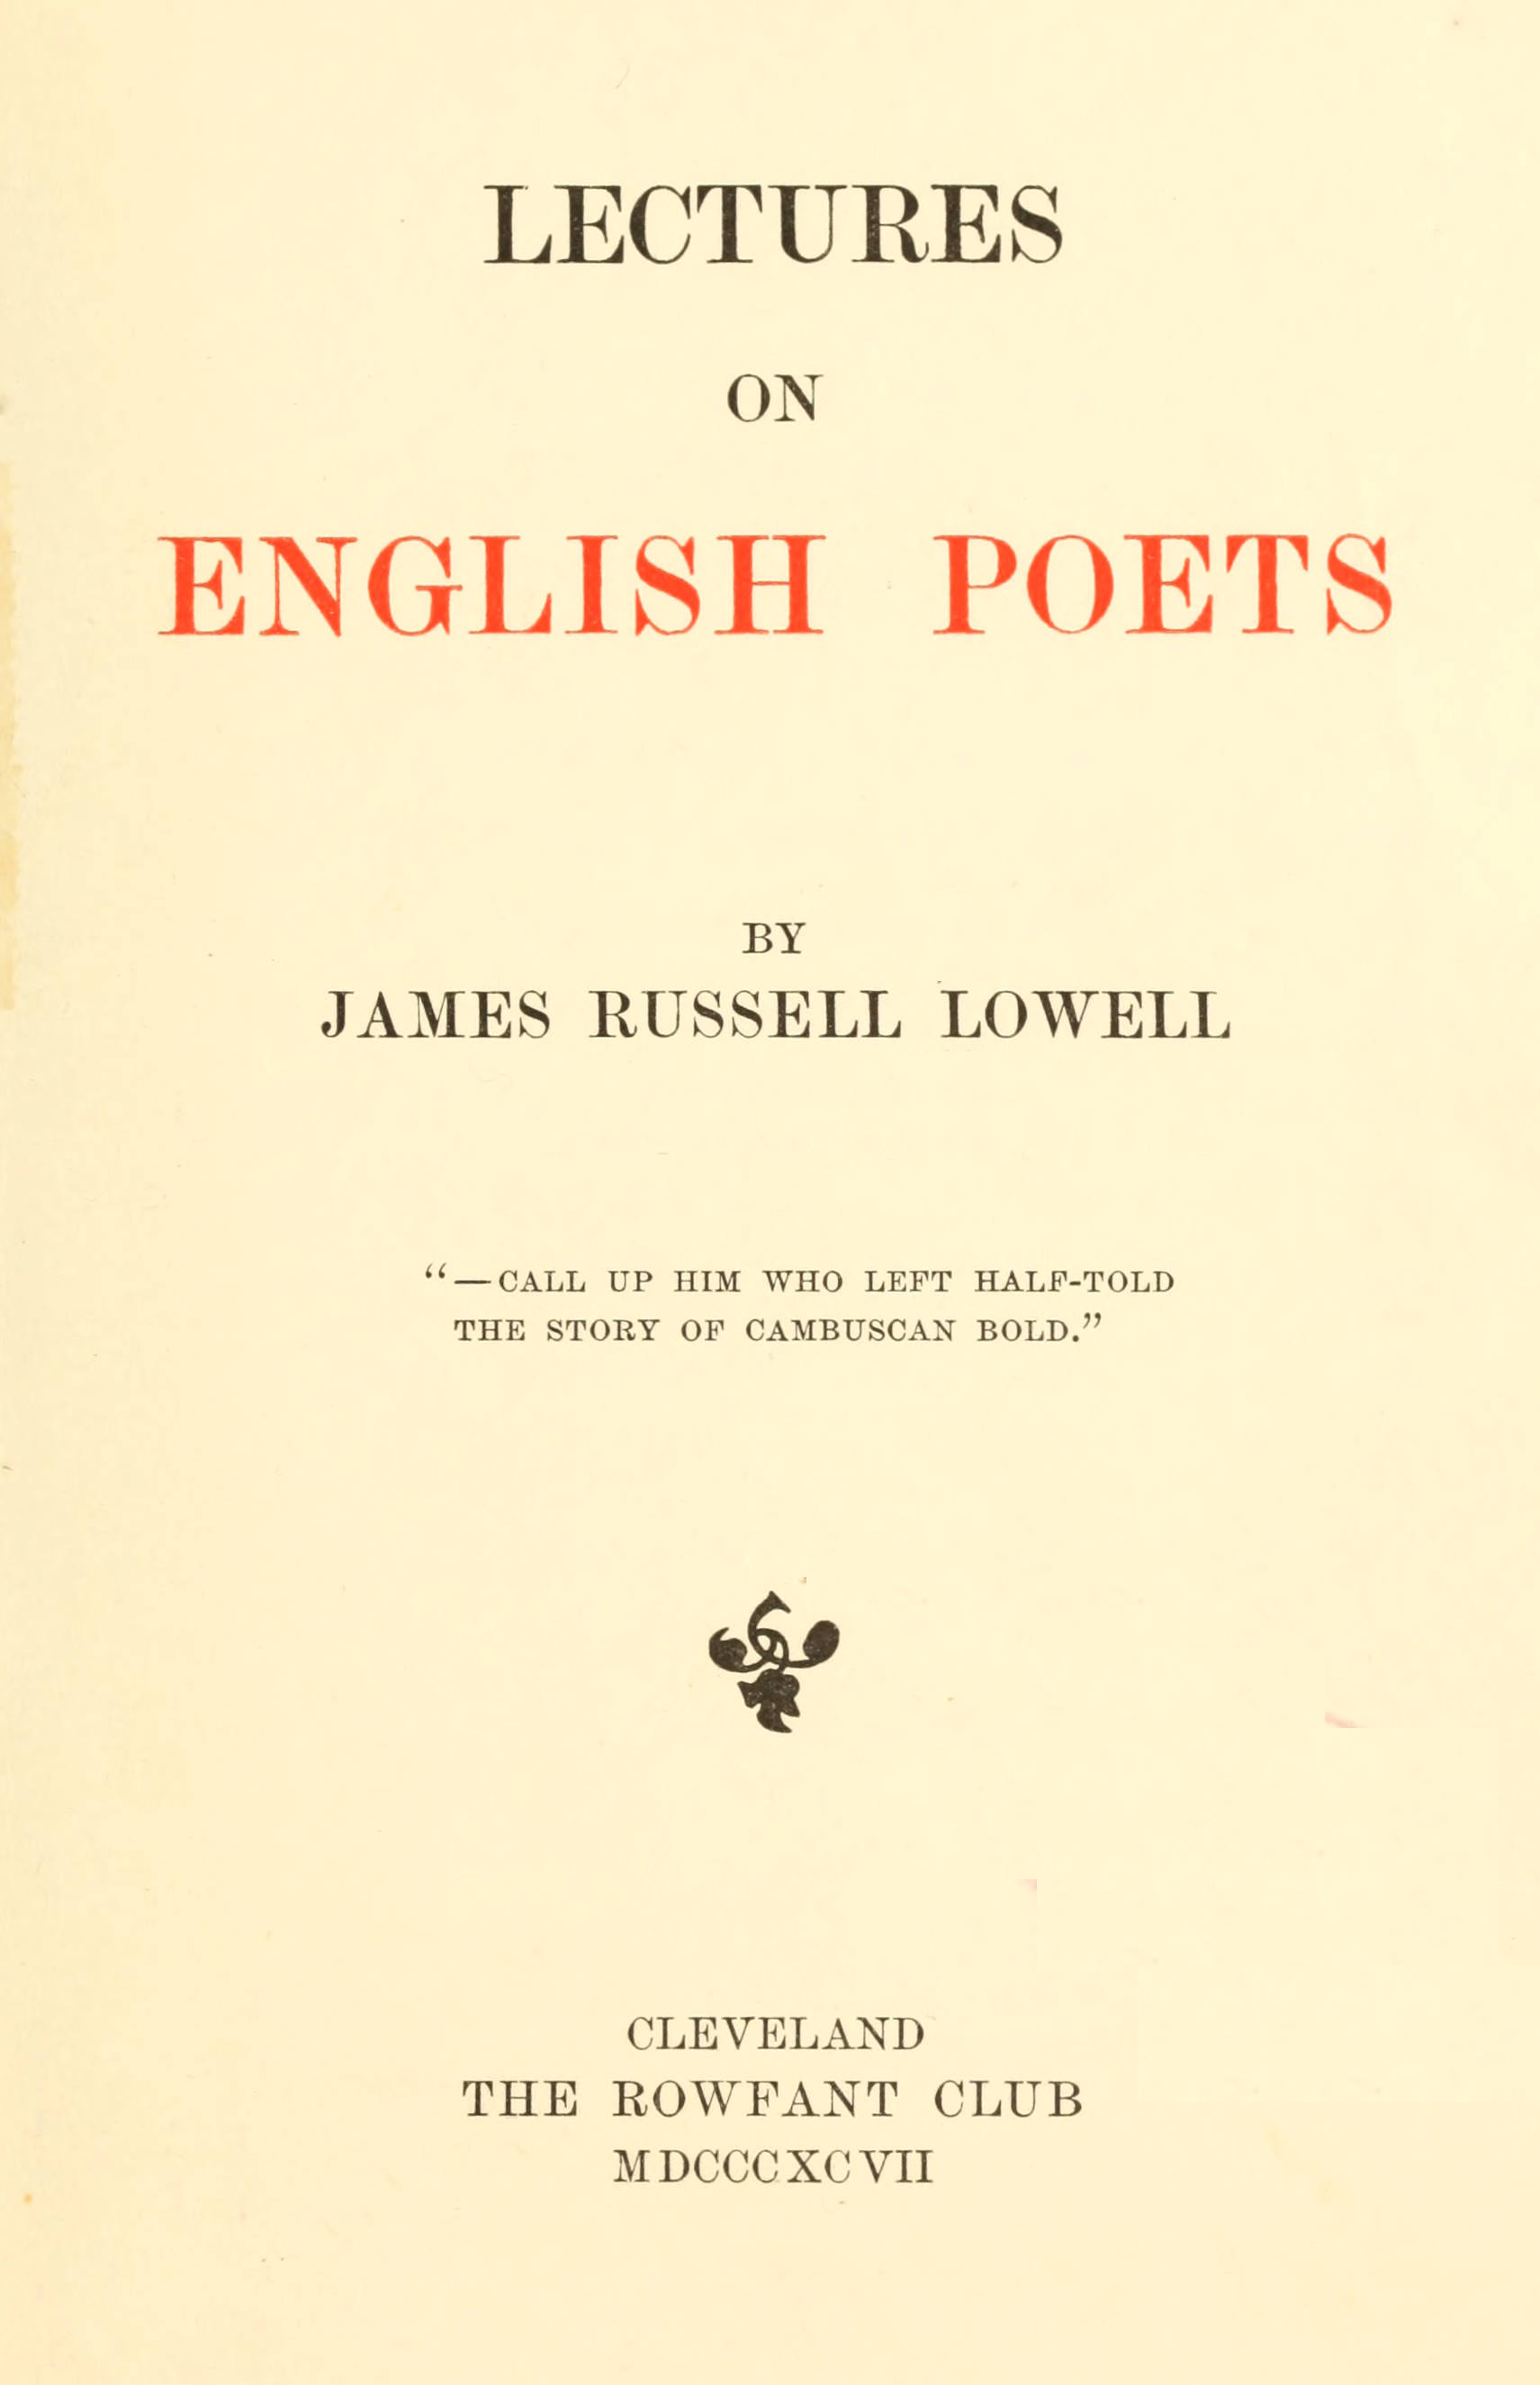 LECTURES
ON
ENGLISH POETS
BY
JAMES RUSSELL LOWELL
“—CALL UP HIM WHO LEFT HALF-TOLD
THE STORY OF CAMBUSCAN BOLD.”
CLEVELAND
THE ROWFANT CLUB
MDCCCXCVII